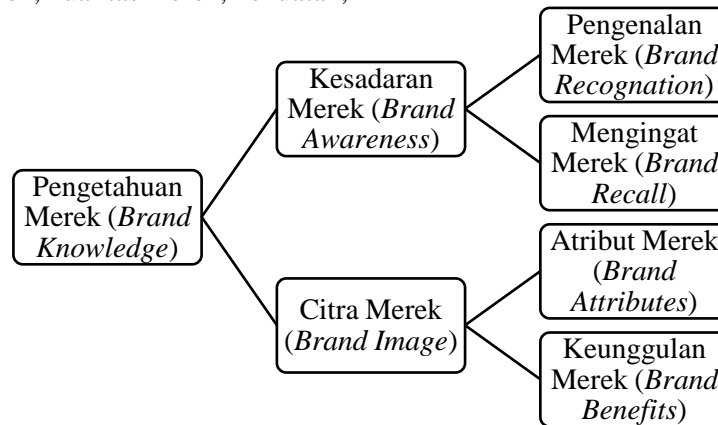 Pengetahuan
Merek (Brand
Knowledge)
Kesadaran
Merek (Brand
Awareness)
Pengenalan
Merek (Brand
Recognation)
Mengingat
Merek (Brand
Recall)
Citra Merek
(Brand Image)
Atribut Merek
(Brand
Attributes)
Keunggulan
Merek (Brand
Benefits)